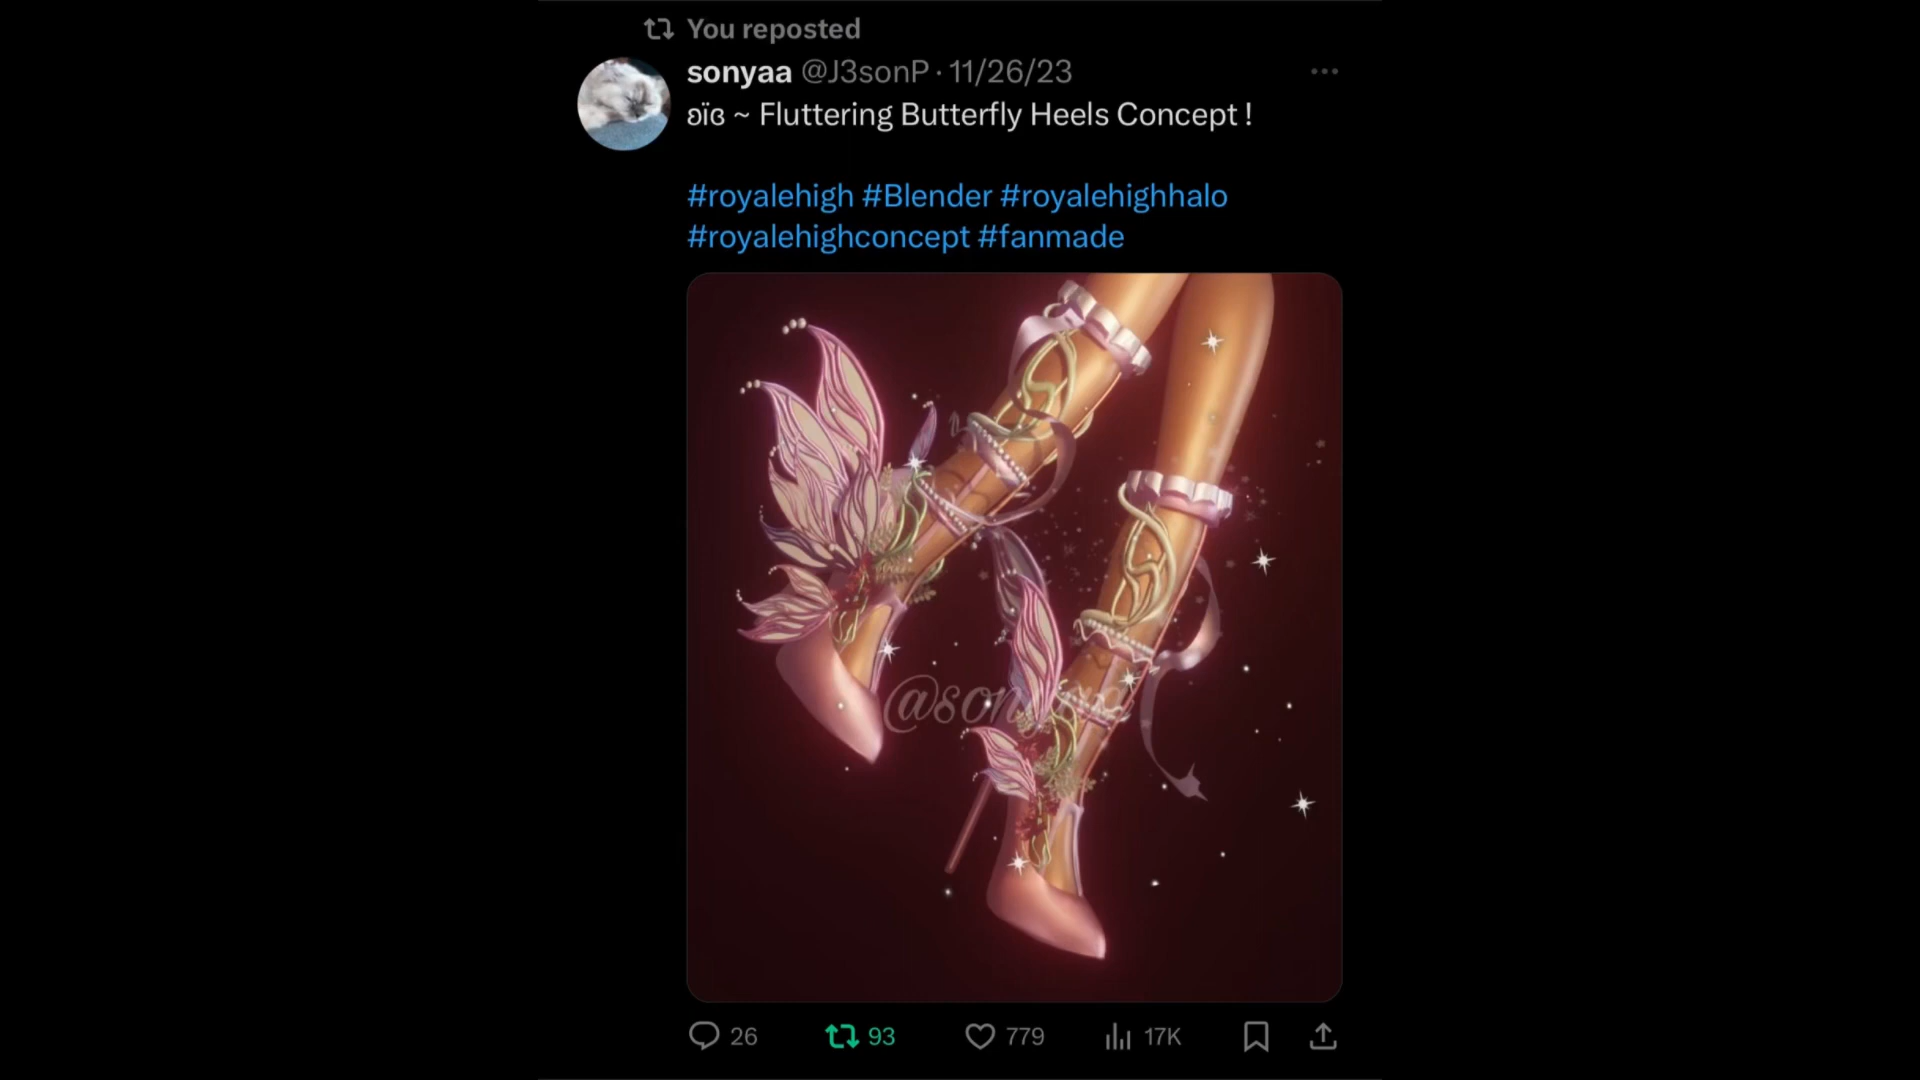 You reposted
sonyaa @J3sonP · 11/26/23
ʚïɞ ~ Fluttering Butterfly Heels Concept !
#royalehigh #Blender #royalehighhalo
#royalehighconcept #fanmade
26 93 779 17K